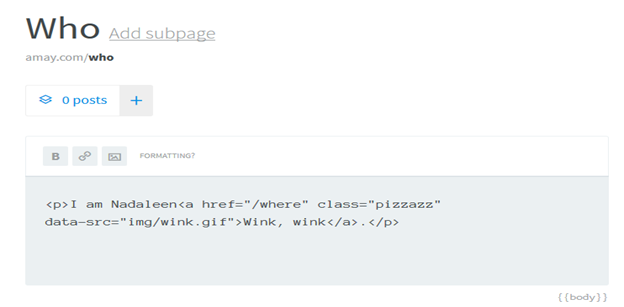 Who Add subpage
amay.com/who
0 posts +
B FORMATTING?
<p>I am Nadaleen<a href="/where" class="pizzazz"
data-src="img/wink.gif">Wink, wink</a>.</p>
{{body}}